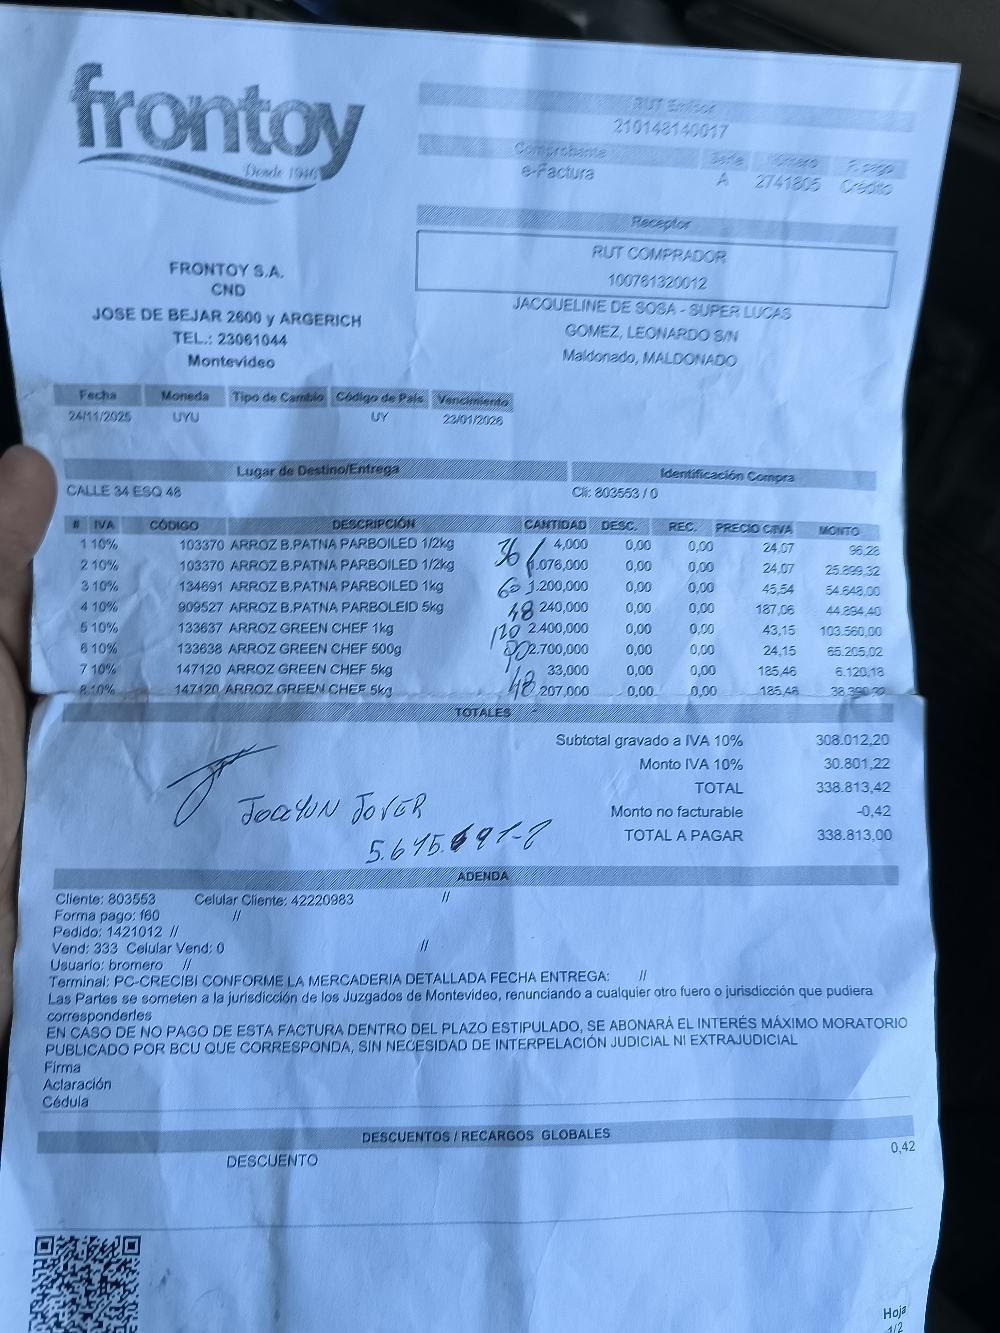 frontoy
Desde 1946
RUT Emisor
210148140017
Comprobante Serie Número F. pago
e-Factura A 2741805 Crédito
Receptor
RUT COMPRADOR
100761320012
JACQUELINE DE SOSA - SUPER LUCAS
GOMEZ, LEONARDO S/N
Maldonado, MALDONADO
FRONTOY S.A.
CND
JOSE DE BEJAR 2600 y ARGERICH
TEL.: 23061044
Montevideo
Fecha Moneda Tipo de Cambio Código de País Vencimiento
24/11/2025 UYU UY 23/01/2026
Lugar de Destino/Entrega Identificación Compra
CALLE 34 ESQ 48 Cli: 803553 / 0
# IVA CÓDIGO DESCRIPCIÓN CANTIDAD DESC. REC. PRECIO C/IVA MONTO
1 10% 103370 ARROZ B.PATNA PARBOILED 1/2kg 4,000 0,00 0,00 24,07 96,28
2 10% 103370 ARROZ B.PATNA PARBOILED 1/2kg 36 1.076,000 0,00 0,00 24,07 25.899,32
3 10% 134691 ARROZ B.PATNA PARBOILED 1kg 60 1.200,000 0,00 0,00 45,54 54.648,00
4 10% 909527 ARROZ B.PATNA PARBOLEID 5kg 48 240,000 0,00 0,00 187,06 44.894,40
5 10% 133637 ARROZ GREEN CHEF 1kg 120 2.400,000 0,00 0,00 43,15 103.560,00
6 10% 133638 ARROZ GREEN CHEF 500g 90 2.700,000 0,00 0,00 24,15 65.205,02
7 10% 147120 ARROZ GREEN CHEF 5kg 33,000 0,00 0,00 185,46 6.120,18
8 10% 147120 ARROZ GREEN CHEF 5kg 48 207,000 0,00 0,00 185,46
TOTALES
Subtotal gravado a IVA 10% 308.012,20
Monto IVA 10% 30.801,22
TOTAL 338.813,42
Monto no facturable -0,42
TOTAL A PAGAR 338.813,00
JOCELYUN JOVER
ADENDA
Cliente: 803553 Celular Cliente: 42220983 //
Forma pago: f60 //
Pedido: 1421012 //
Vend: 333 Celular Vend: 0 //
Usuario: bromero //
Terminal: PC-CRECIBI CONFORME LA MERCADERIA DETALLADA FECHA ENTREGA: //
Las Partes se someten a la jurisdicción de los Juzgados de Montevideo, renunciando a cualquier otro fuero o jurisdicción que pudiera
corresponderles
EN CASO DE NO PAGO DE ESTA FACTURA DENTRO DEL PLAZO ESTIPULADO, SE ABONARÁ EL INTERÉS MÁXIMO MORATORIO
PUBLICADO POR BCU QUE CORRESPONDA, SIN NECESIDAD DE INTERPELACIÓN JUDICIAL NI EXTRAJUDICIAL
Firma
Aclaración
Cédula
DESCUENTOS / RECARGOS GLOBALES
DESCUENTO 0,42
Hoja
1/2